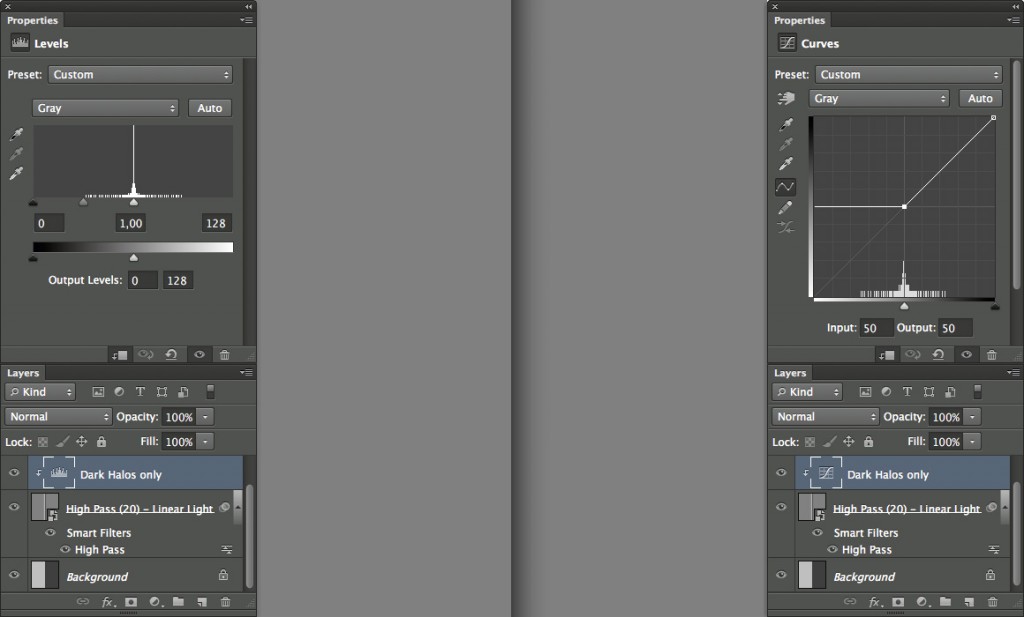 Properties
Levels
Preset: Custom
Gray Auto
0 1,00 128
Output Levels: 0 128
Layers
Kind
Normal Opacity: 100%
Lock: Fill: 100%
Dark Halos only
High Pass (20) – Linear Light
Smart Filters
High Pass
Background
fx
Properties
Curves
Preset: Custom
Gray Auto
Input: 50 Output: 50
Layers
Kind
Normal Opacity: 100%
Lock: Fill: 100%
Dark Halos only
High Pass (20) – Linear Light
Smart Filters
High Pass
Background
fx